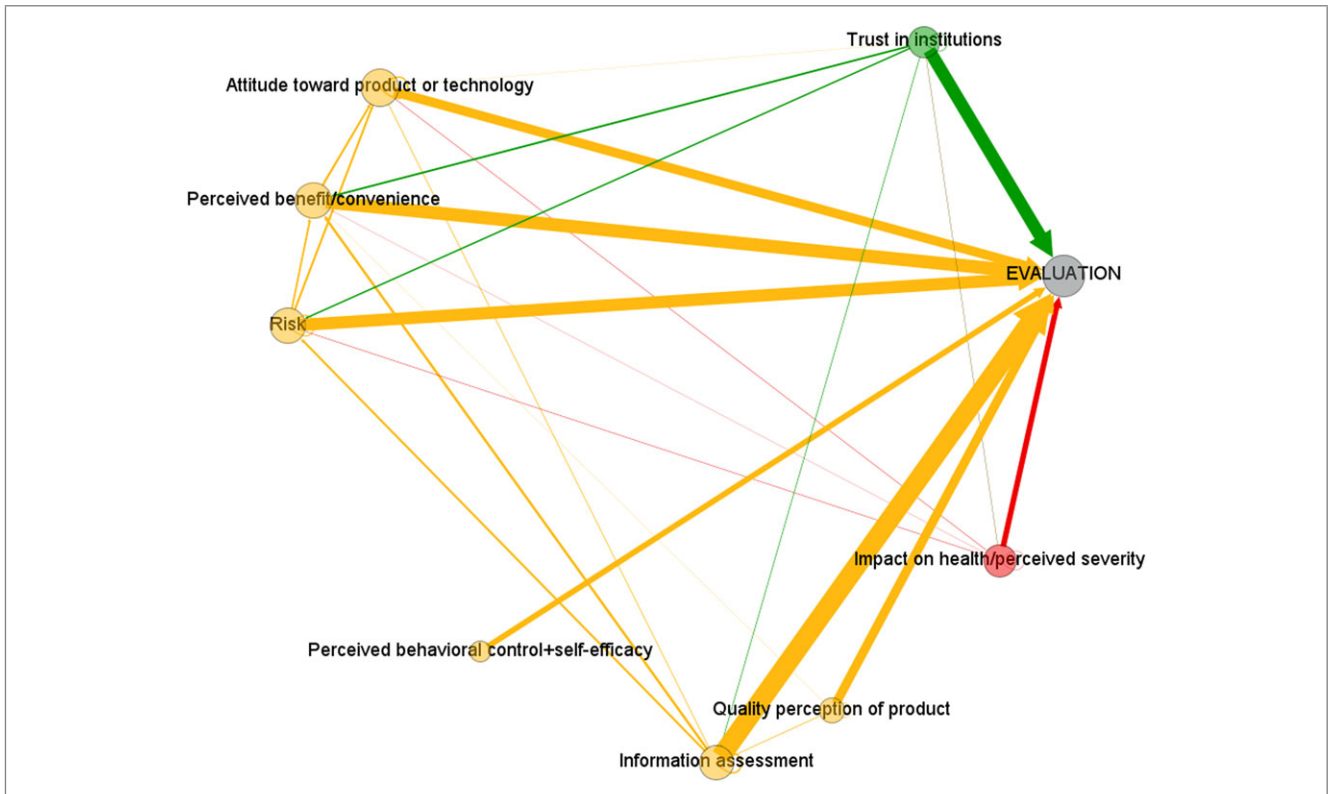 Trust in institutions
Attitude toward product or technology
Perceived benefit/convenience
EVALUATION
Risk
Impact on health/perceived severity
Perceived behavioral control+self-efficacy
Quality perception of product
Information assessment